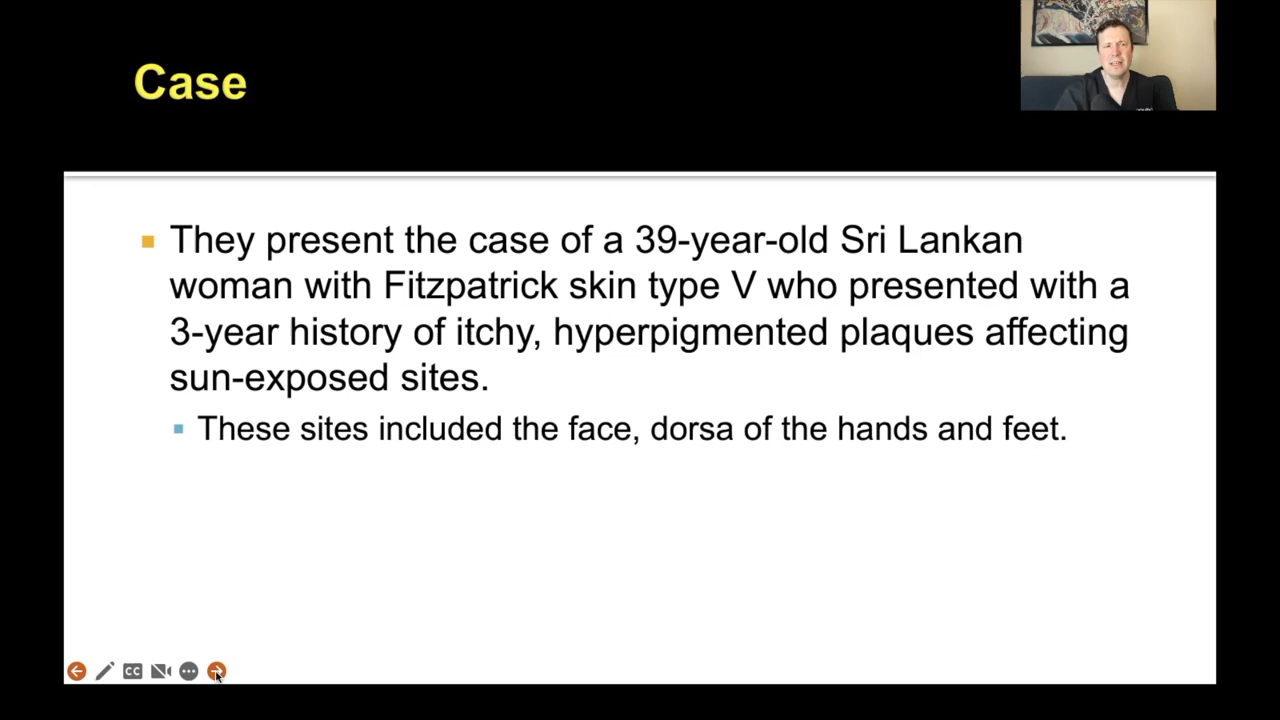 Case
They present the case of a 39-year-old Sri Lankan
woman with Fitzpatrick skin type V who presented with a
3-year history of itchy, hyperpigmented plaques affecting
sun-exposed sites.
These sites included the face, dorsa of the hands and feet.
CC